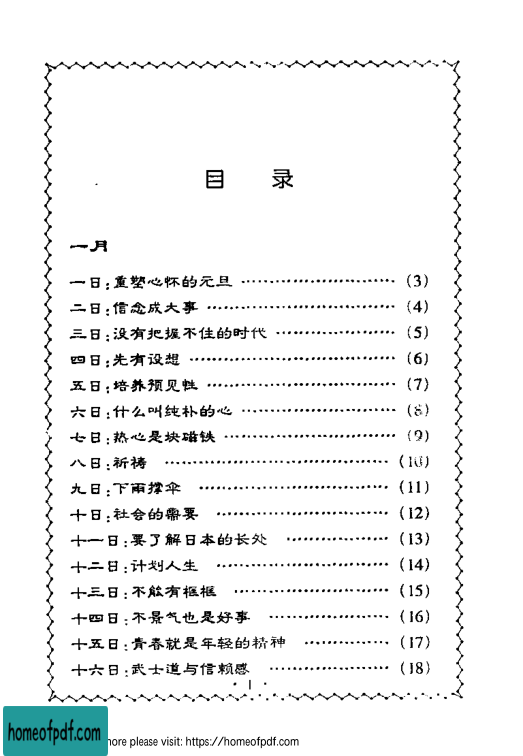 目 录
一月
一日:重塑心怀的元旦 ………………………… (3)
二日:信念成大事 ………………………… (4)
三日:没有把握不住的时代 ………………………… (5)
四日:先有设想 ………………………… (6)
五日:培养预见性 ………………………… (7)
六日:什么叫纯朴的心 ………………………… (8)
七日:热心是块磁铁 ………………………… (9)
八日:祈祷 ………………………… (10)
九日:下雨撑伞 ………………………… (11)
十日:社会的需要 ………………………… (12)
十一日:要了解日本的长处 ………………………… (13)
十二日:计划人生 ………………………… (14)
十三日:不能有框框 ………………………… (15)
十四日:不景气也是好事 ………………………… (16)
十五日:青春就是年轻的精神 ………………………… (17)
十六日:武士道与信赖感 ………………………… (18)
· 1 ·
homeofpdf.com
more please visit: https://homeofpdf.com